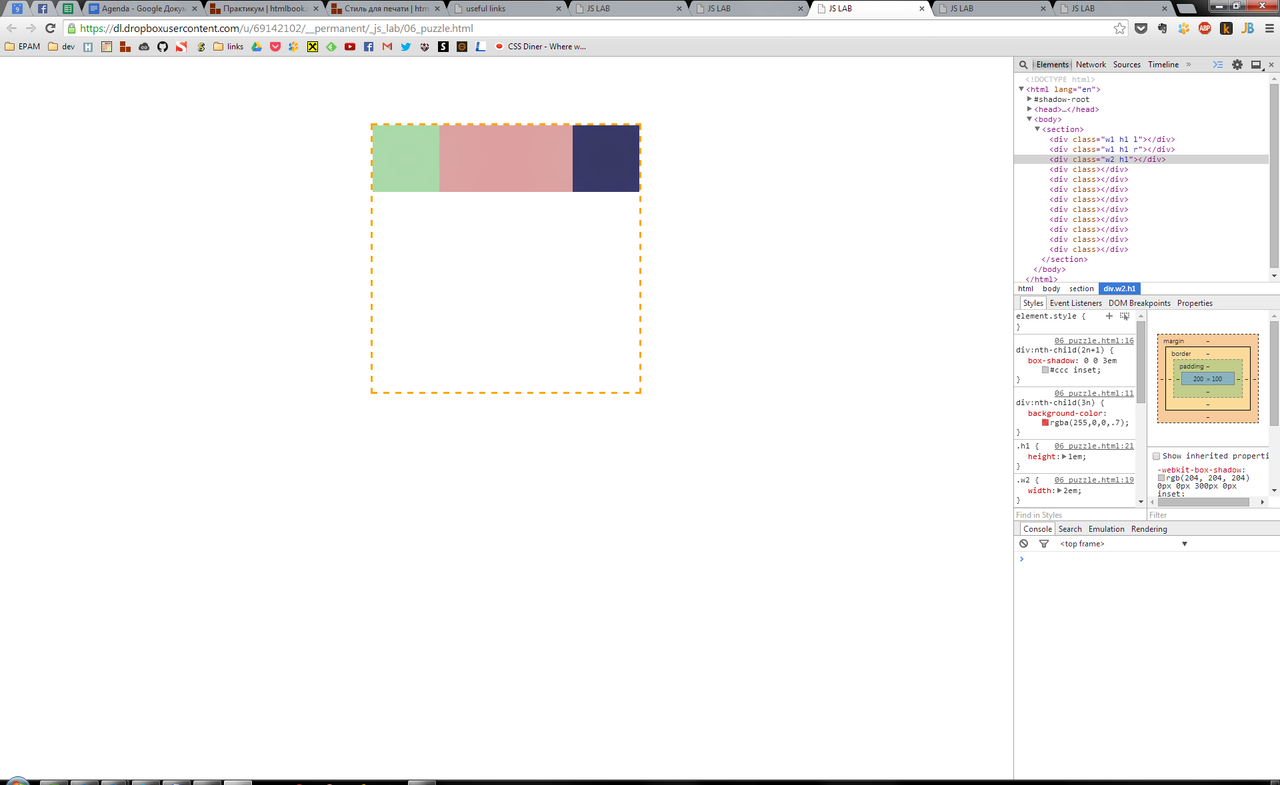 9
Agenda - Google Докум
Практикум | htmlbook
Стиль для печати | htm
useful links
JS LAB
JS LAB
JS LAB
JS LAB
JS LAB
https://dl.dropboxusercontent.com/u/69142102/__permanent/_js_lab/06_puzzle.html
EPAM
dev
links
CSS Diner - Where w...
Elements Network Sources Timeline »
<!DOCTYPE html>
<html lang="en">
#shadow-root
<head>…</head>
<body>
<section>
<div class="w1 h1 l"></div>
<div class="w1 h1 r"></div>
<div class="w2 h1"></div>
<div class></div>
<div class></div>
<div class></div>
<div class></div>
<div class></div>
<div class></div>
<div class></div>
<div class></div>
<div class></div>
</section>
</body>
</html>
html body section div.w2.h1
Styles Event Listeners DOM Breakpoints Properties
element.style {
}
06_puzzle.html:16
div:nth-child(2n+1) {
box-shadow: 0 0 3em
#ccc inset;
}
06_puzzle.html:11
div:nth-child(3n) {
background-color:
rgba(255,0,0,.7);
}
.h1 { 06_puzzle.html:21
height: 1em;
}
.w2 { 06_puzzle.html:19
width: 2em;
}
Find in Styles
margin –
border –
padding –
200 × 100
Show inherited properti
-webkit-box-shadow:
rgb(204, 204, 204)
0px 0px 300px 0px
inset;
Filter
Console Search Emulation Rendering
<top frame>